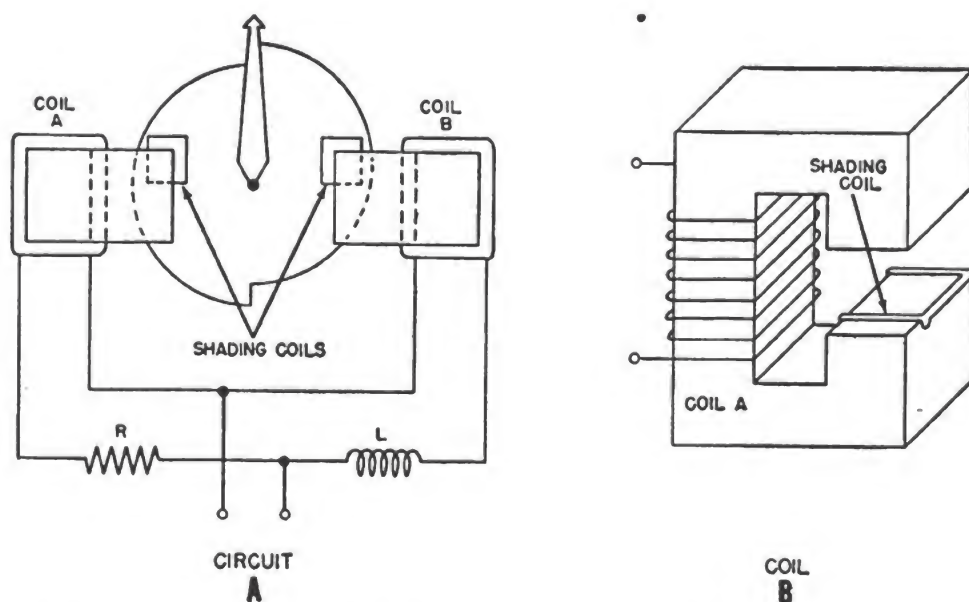 COIL
A
COIL
B
SHADING COILS
R
L
CIRCUIT
A
SHADING
COIL
COIL A
COIL
B